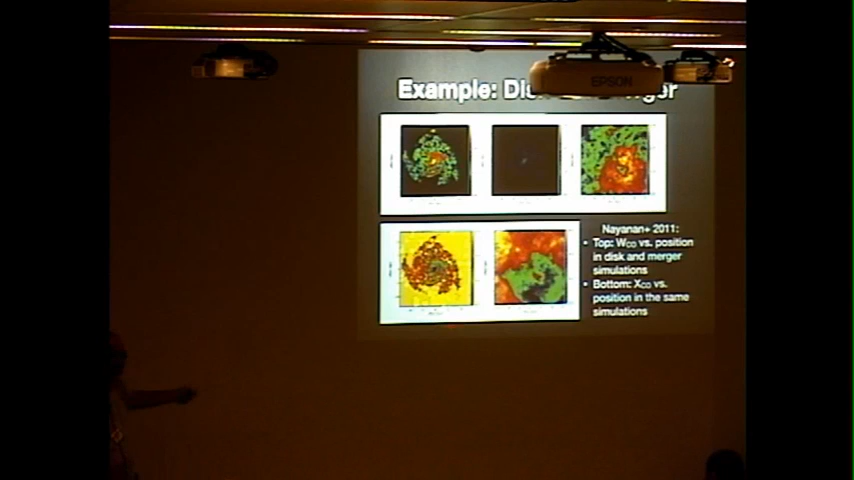 EPSON
Example:
Nayanan+ 2011:
• Top: WCO vs. position
in disk and merger
simulations
• Bottom: XCO vs.
position in the same
simulations